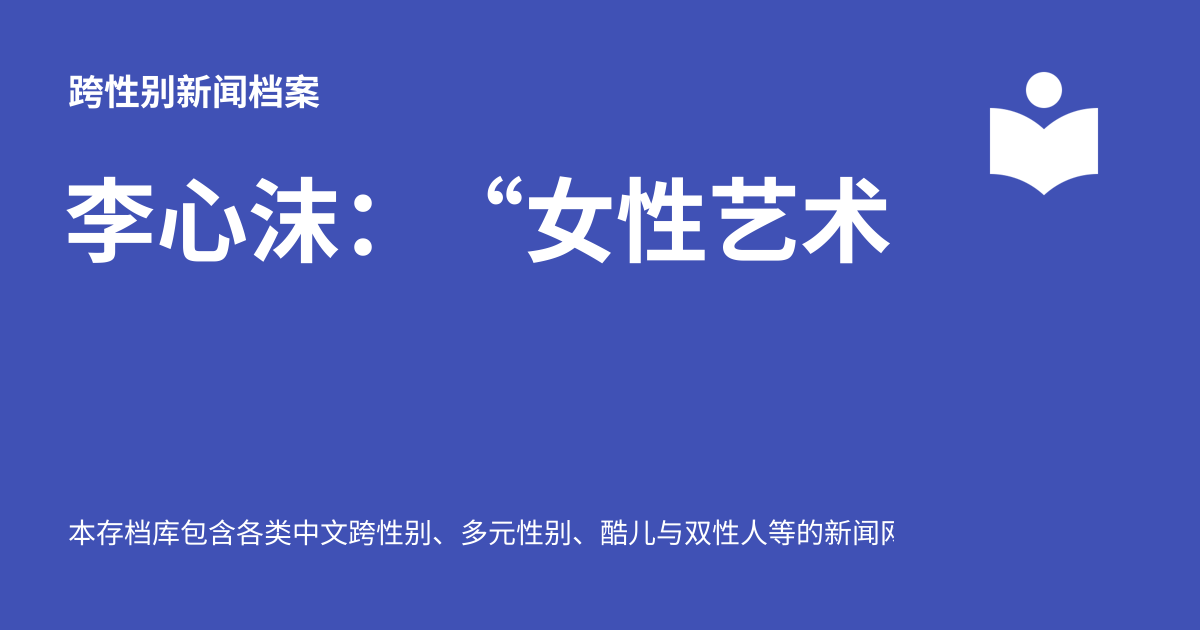 跨性别新闻档案
李心沫： “女性艺术
本存档库包含各类中文跨性别、多元性别、酷儿与双性人等的新闻